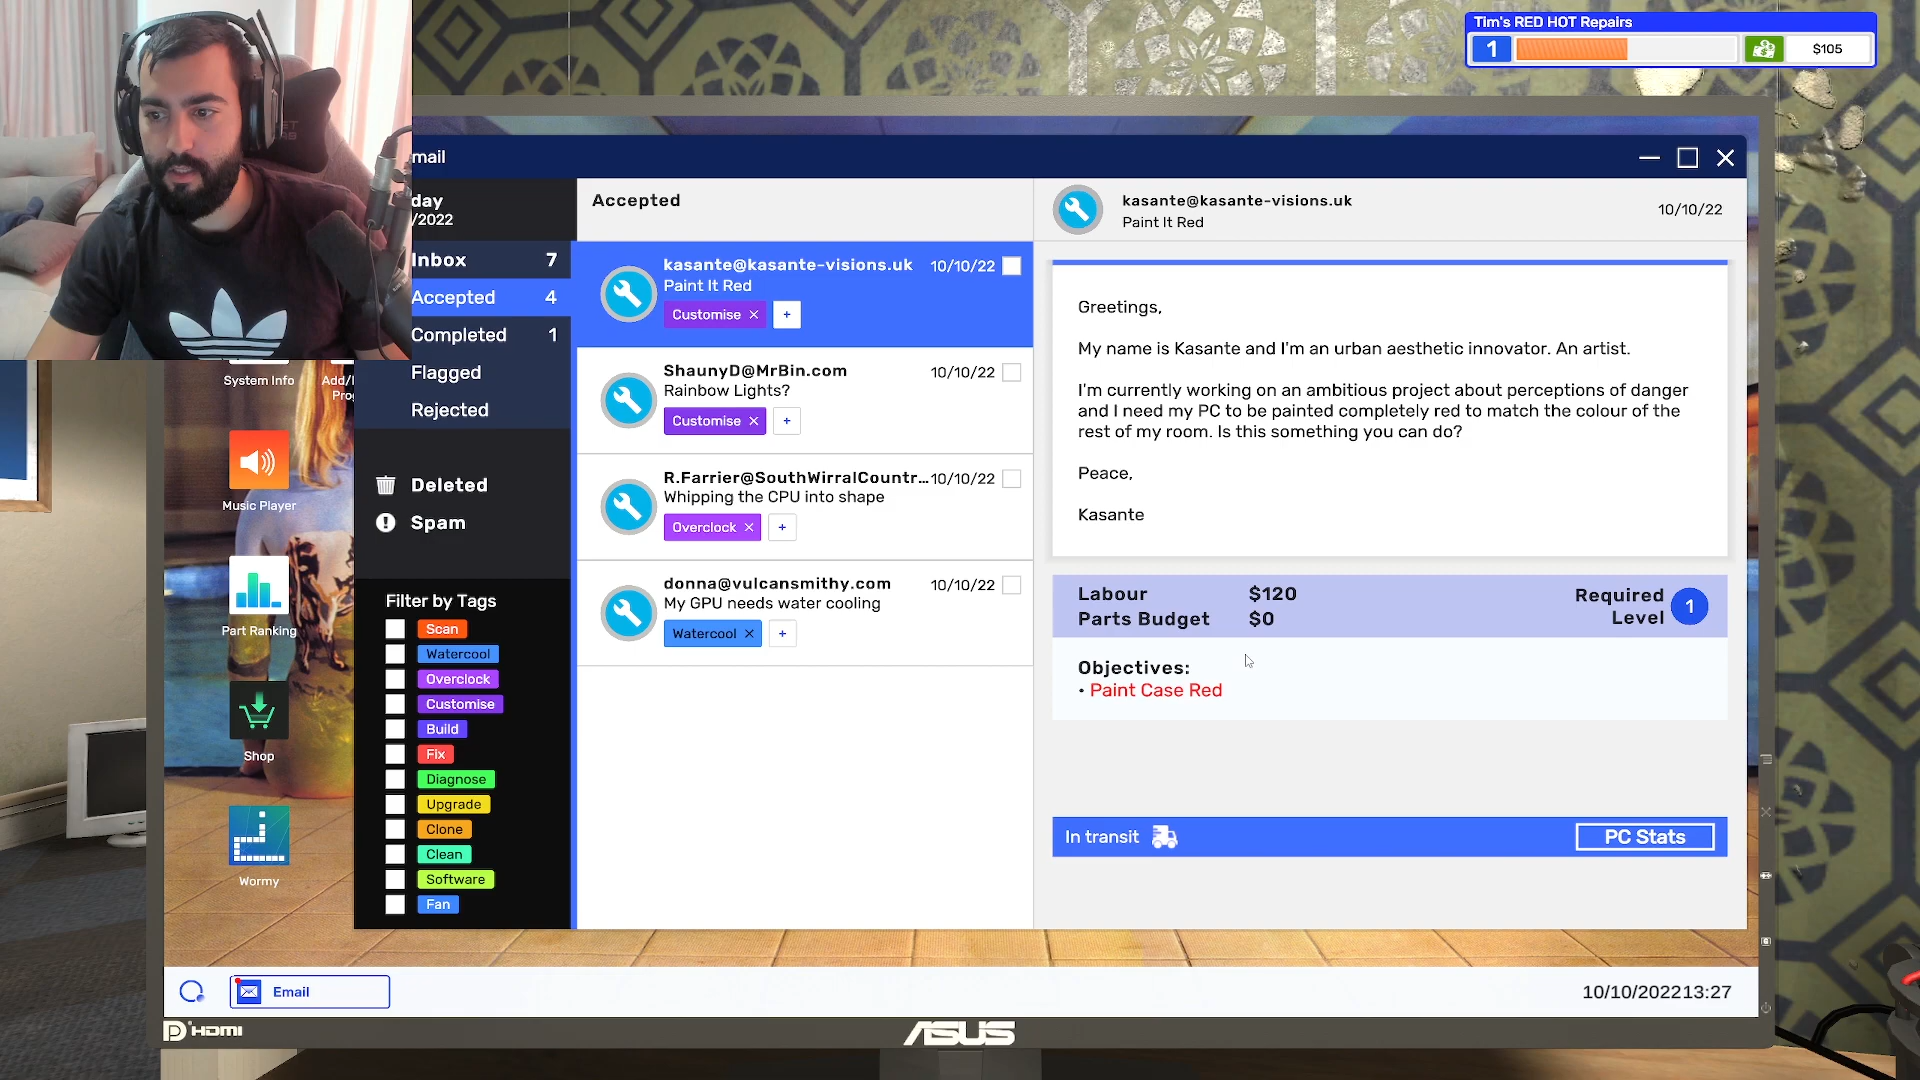 Tim's RED HOT Repairs
1
$105
mail
day
/2022
Inbox 7
Accepted 4
Completed 1
Flagged
Rejected
Deleted
Spam
Filter by Tags
Scan
Watercool
Overclock
Customise
Build
Fix
Diagnose
Upgrade
Clone
Clean
Software
Fan
System Info
Add/
Prog
Music Player
Part Ranking
Shop
Wormy
Accepted
kasante@kasante-visions.uk 10/10/22
Paint It Red
Customise × +
ShaunyD@MrBin.com 10/10/22
Rainbow Lights?
Customise × +
R.Farrier@SouthWirralCountr... 10/10/22
Whipping the CPU into shape
Overclock × +
donna@vulcansmithy.com 10/10/22
My GPU needs water cooling
Watercool × +
kasante@kasante-visions.uk
Paint It Red
10/10/22
Greetings,
My name is Kasante and I'm an urban aesthetic innovator. An artist.
I'm currently working on an ambitious project about perceptions of danger
and I need my PC to be painted completely red to match the colour of the
rest of my room. Is this something you can do?
Peace,
Kasante
Labour $120
Parts Budget $0
Required
Level 1
Objectives:
• Paint Case Red
In transit
PC Stats
Email
10/10/2022 13:27
HDMI
ASUS